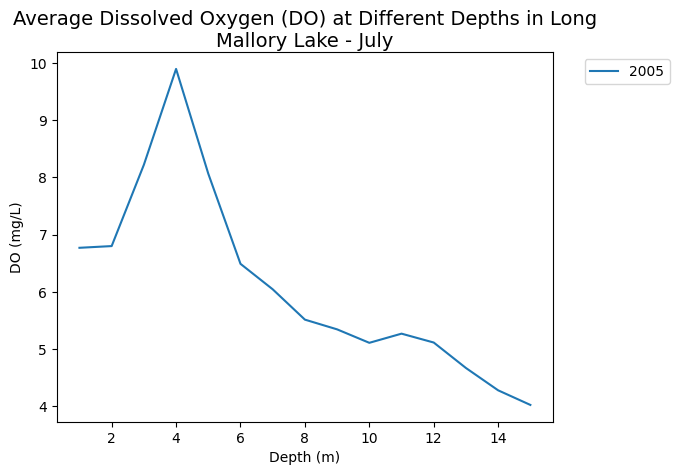 Average Dissolved Oxygen (DO) at Different Depths in Long
Mallory Lake - July
2005
10
9
8
7
6
5
4
DO (mg/L)
2 4 6 8 10 12 14
Depth (m)